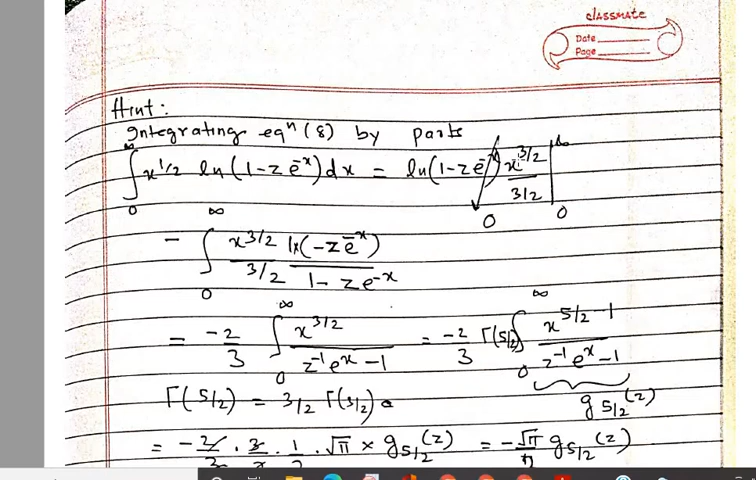 classmate
Date
Page
Hint:
Integrating eqⁿ (8) by parts
∫₀^∞ x^{1/2} ln(1-ze^{-x})dx = ln(1-ze^{-x}) x^{3/2}/(3/2) |₀^∞ 0
- ∫₀^∞ x^{3/2}/(3/2) 1x(-ze^{-x})/(1-ze^{-x})
= -2/3 ∫₀^∞ x^{3/2}/(z^{-1}e^x-1) = -2/3 Γ(5/2) ∫₀^∞ x^{5/2-1}/(z^{-1}e^x-1)
Γ(5/2) = 3/2 Γ(3/2) g_{5/2}(z)
= -2/3 · 3/2 · 1/2 · √π × g_{5/2}(z) = -√π/2 g_{5/2}(z)